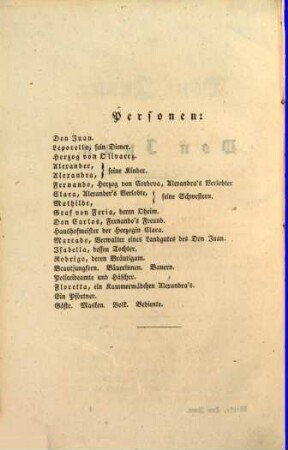 Personen:
Don Juan.
Leporello, sein Diener.
Herzog von Olivarez.
Alexander,
Alexandra,
} seine Kinder.
Fernando, Herzog von Cordova, Alexandra's Verlobter.
Clara, Alexander's Verlobte,
Mathilde,
} seine Schwestern.
Graf von Feria, deren Oheim.
Don Carlos, Fernando's Freund.
Haushofmeister der Herzogin Clara.
Marcado, Verwalter eines Landgutes des Don Juan.
Isabella, dessen Tochter.
Rodrigo, deren Bräutigam.
Brautjungfern. Bäuerinnen. Bauern.
Polizeibeamte und Häscher.
Floretta, ein Kammermädchen Alexandra's.
Ein Pförtner.
Gäste. Masken. Volk. Bediente.